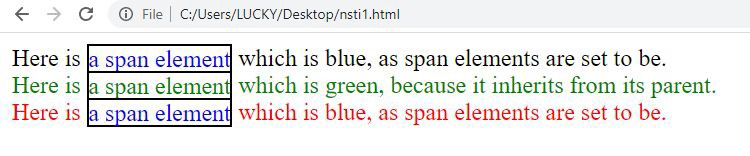 File | C:/Users/LUCKY/Desktop/nsti1.html
Here is a span element which is blue, as span elements are set to be.
Here is a span element which is green, because it inherits from its parent.
Here is a span element which is blue, as span elements are set to be.